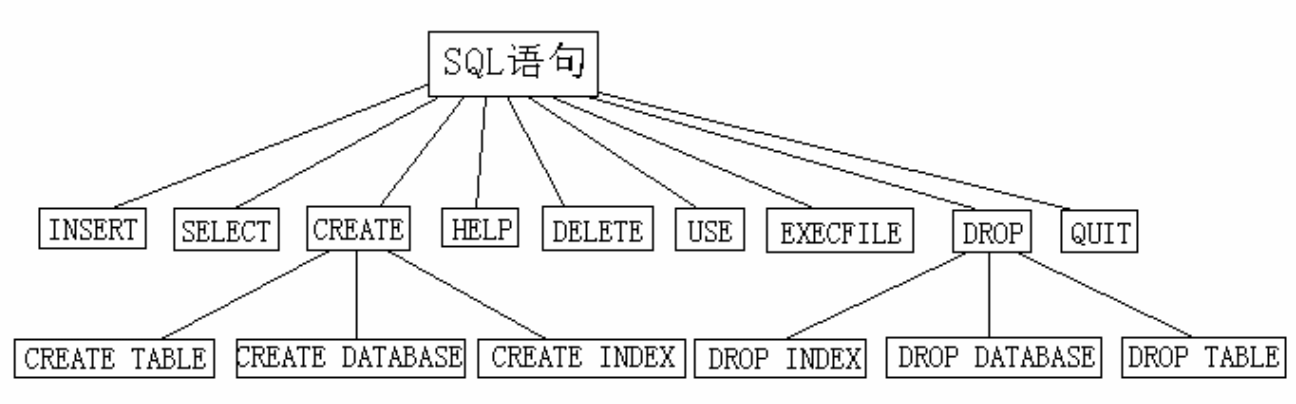 SQL语句
INSERT
SELECT
CREATE
HELP
DELETE
USE
EXECFILE
DROP
QUIT
CREATE TABLE
CREATE DATABASE
CREATE INDEX
DROP INDEX
DROP DATABASE
DROP TABLE